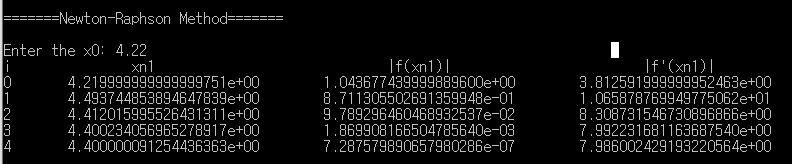 =======Newton-Raphson Method=======
Enter the x0: 4.22
i xn1 |f(xn1)| |f'(xn1)|
0 4.219999999999999751e+00 1.043677439999889600e+00 3.812591999999952463e+00
1 4.493744853894647839e+00 8.711305502691359948e-01 1.065878769949775062e+01
2 4.412015995526431311e+00 9.789296460468932537e-02 8.308731546730896866e+00
3 4.400234056965278917e+00 1.869908166504785640e-03 7.992231681163687540e+00
4 4.400000091254436363e+00 7.287579890657980286e-07 7.986002429193220564e+00